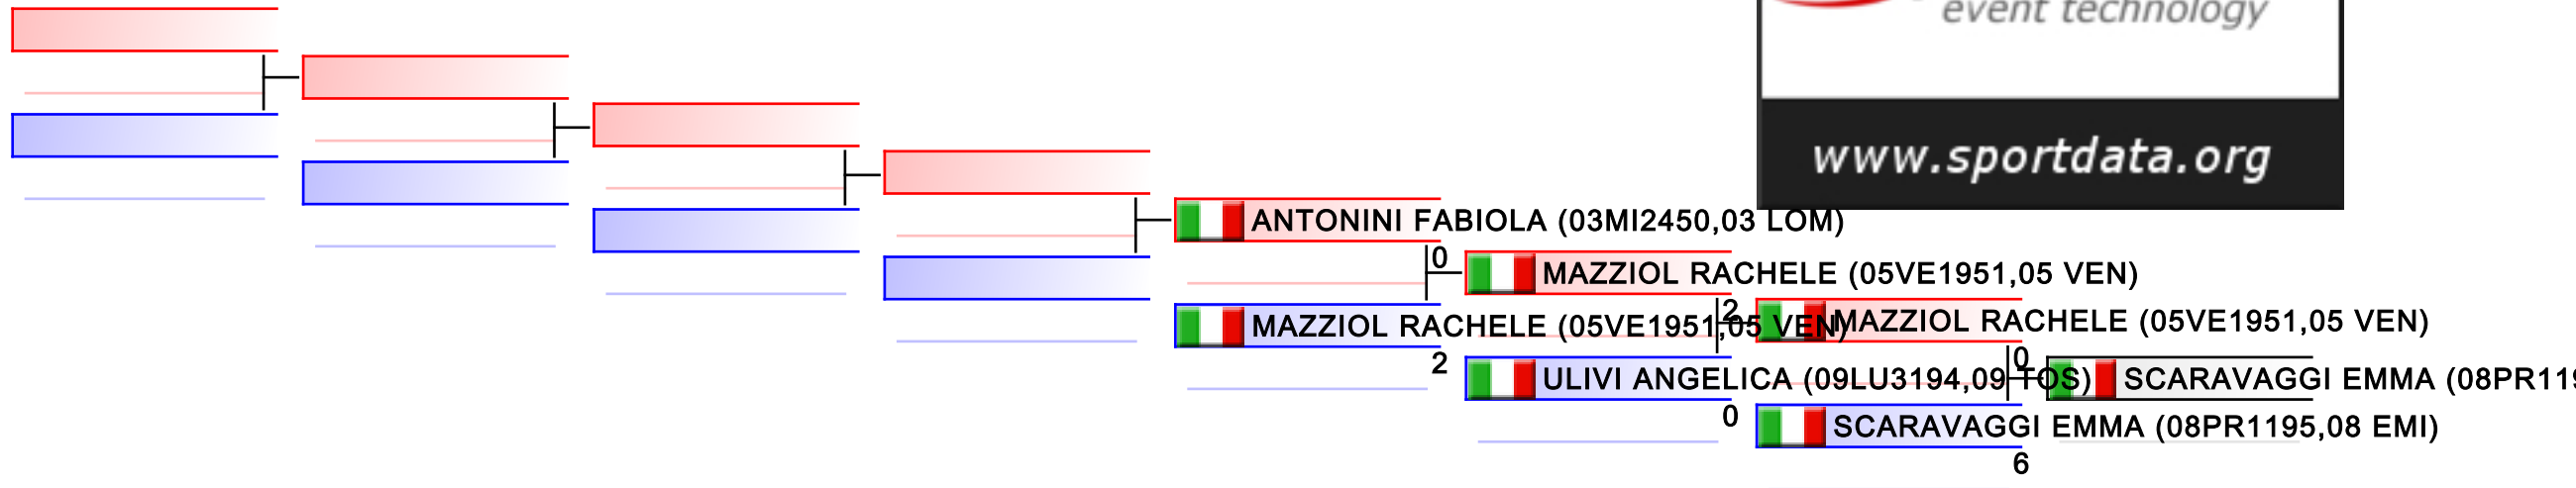 event technology
www.sportdata.org
ANTONINI FABIOLA (03MI2450,03 LOM)
0
MAZZIOL RACHELE (05VE1951,05 VEN)
2
MAZZIOL RACHELE (05VE1951,05 VEN)
MAZZIOL RACHELE (05VE1951,05 VEN)
0
2
ULIVI ANGELICA (09LU3194,09 TOS)
SCARAVAGGI EMMA (08PR119
0
SCARAVAGGI EMMA (08PR1195,08 EMI)
6